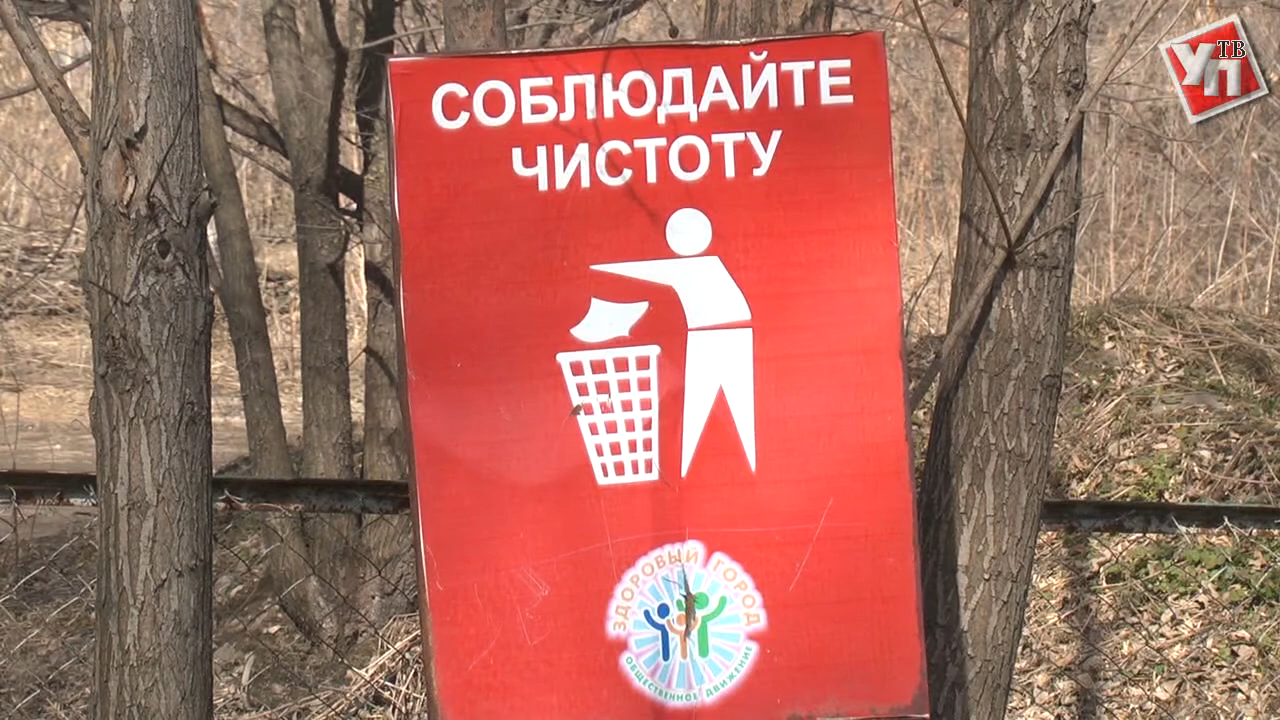 СОБЛЮДАЙТЕ
ЧИСТОТУ
ЗДОРОВЫЙ ГОРОД
ОБЩЕСТВЕННОЕ ДВИЖЕНИЕ
УП ТВ